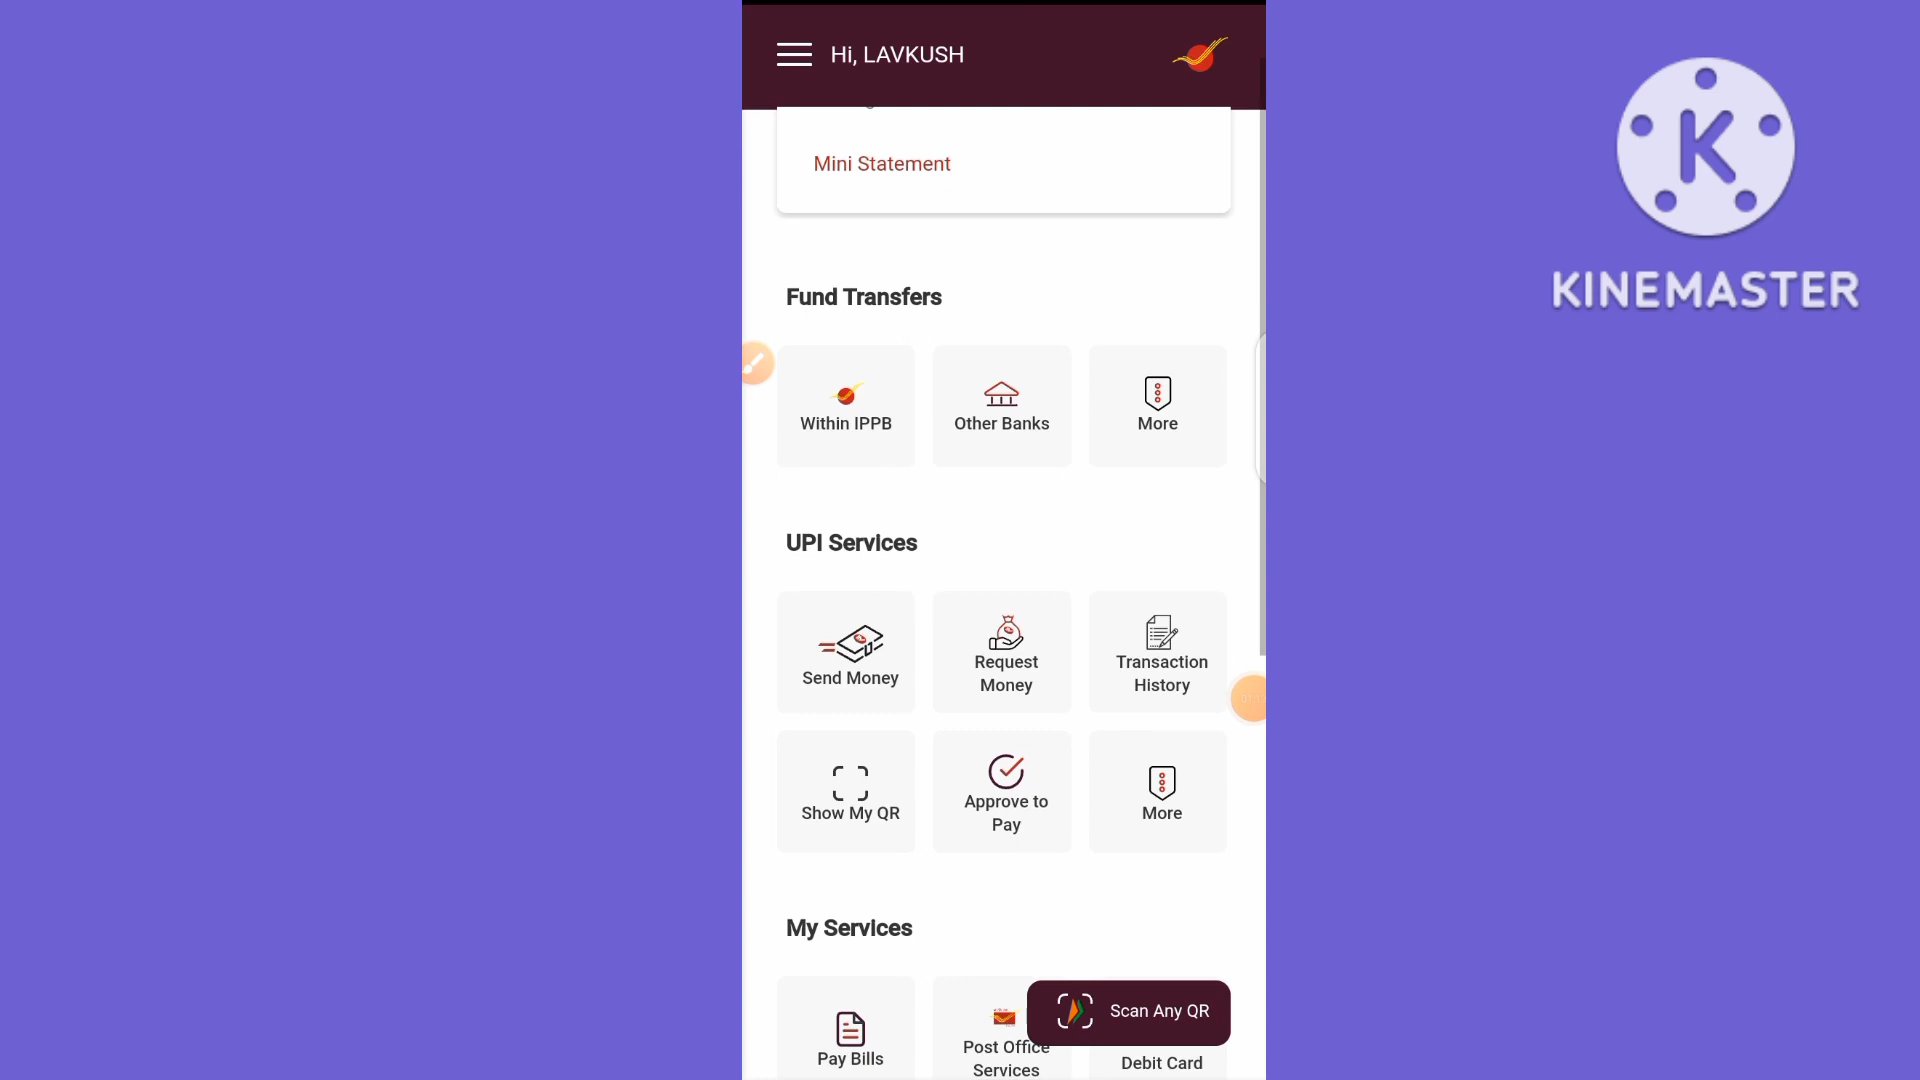 Hi, LAVKUSH
Mini Statement
Fund Transfers
Within IPPB
Other Banks
More
UPI Services
Send Money
Request
Money
Transaction
History
Show My QR
Approve to
Pay
More
My Services
Pay Bills
Post Office
Services
Debit Card
Scan Any QR
K
KINEMASTER